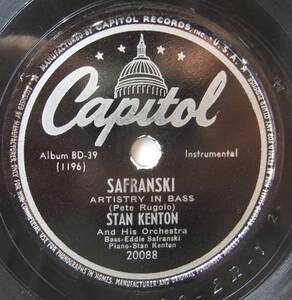 MANUFACTURED BY CAPITOL RECORDS, INC. U.S.A.
Capitol
Album BD-39
(1196)
Instrumental
SAFRANSKI
ARTISTRY IN BASS
(Pete Rugolo)
STAN KENTON
And His Orchestra
Bass-Eddie Safranski
Piano-Stan Kenton
20088